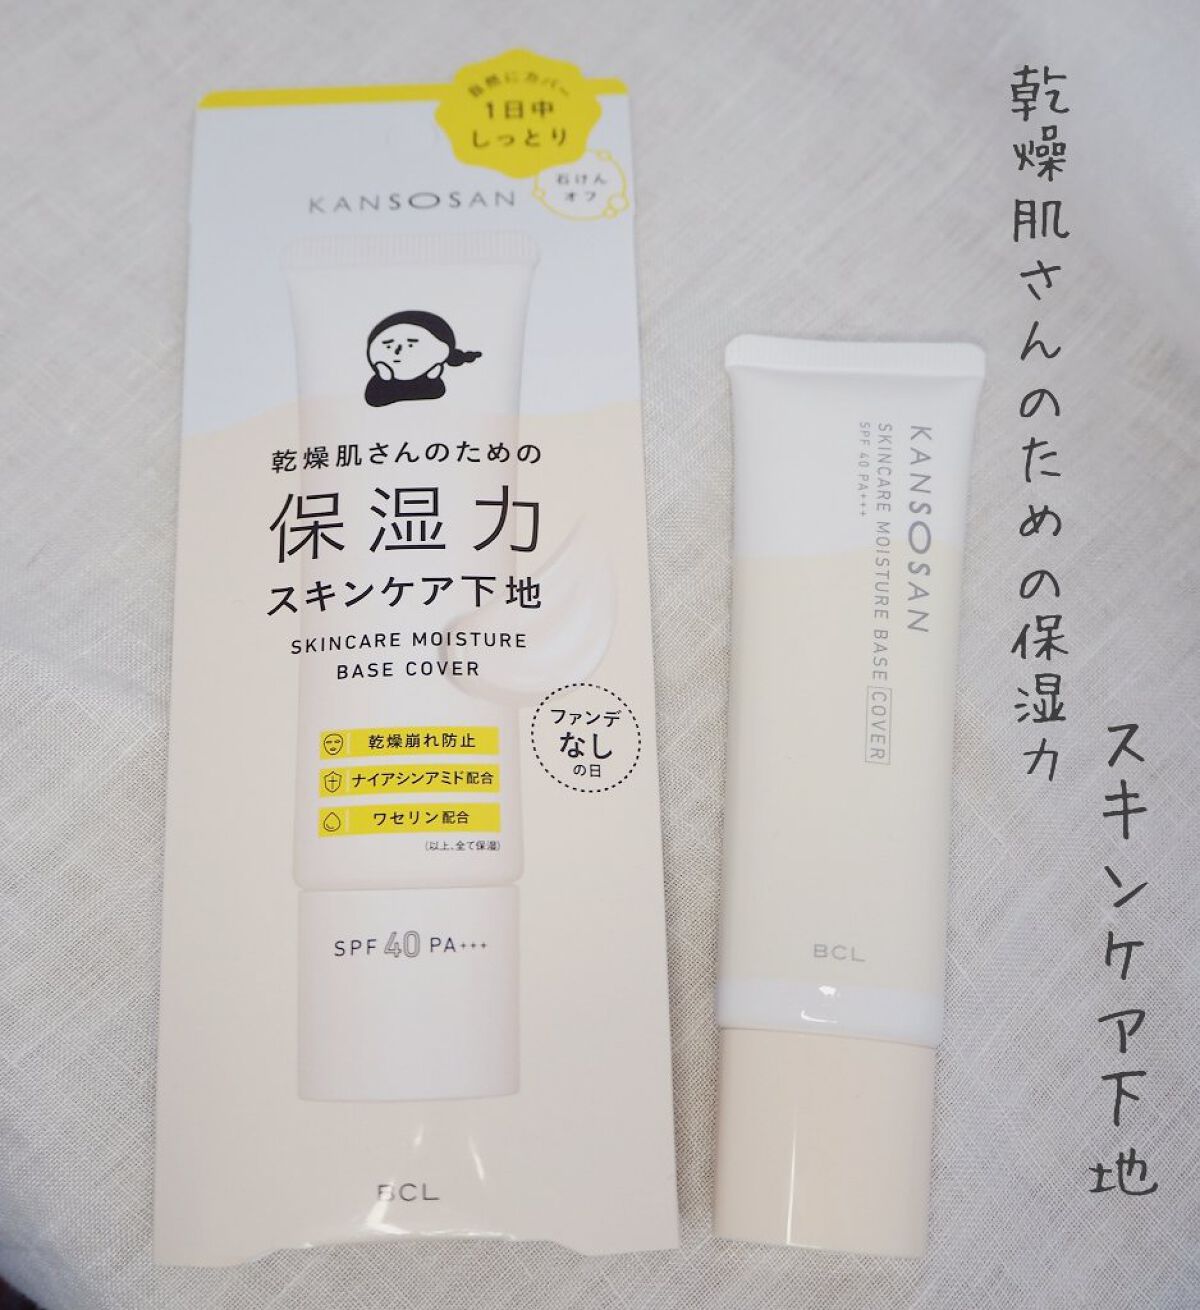 自然にカバー
1日中
しっとり
石けん
オフ
KANSOSAN
乾燥肌さんのための
保湿力
スキンケア下地
SKINCARE MOISTURE
BASE COVER
ファンデ
なし
の日
乾燥崩れ防止
ナイアシンアミド配合
ワセリン配合
(以上、全て保湿)
SPF 40 PA+++
BCL
KANSOSAN
SKINCARE MOISTURE BASE COVER
SPF 40 PA+++
BCL
乾燥肌さんのための保湿力
スキンケア下地